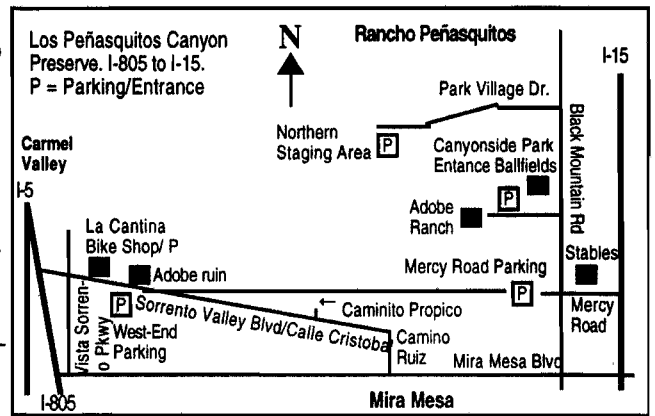 Los Peñasquitos Canyon
Preserve. I-805 to I-15.
P = Parking/Entrance
N
Rancho Peñasquitos
I-15
Park Village Dr.
Northern
Staging Area
P
Black Mountain Rd
Canyonside Park
Entance Ballfields
P
Carmel
Valley
I-5
Adobe
Ranch
La Cantina
Bike Shop/ P
Adobe ruin
Mercy Road Parking
P
Stables
Mercy
Road
Vista Sorren-
o Pkwy
P
West-End
Parking
Sorrento Valley Blvd/Calle Cristoba
← Caminito Propico
Camino
Ruiz
Mira Mesa Blvd
I-805
Mira Mesa